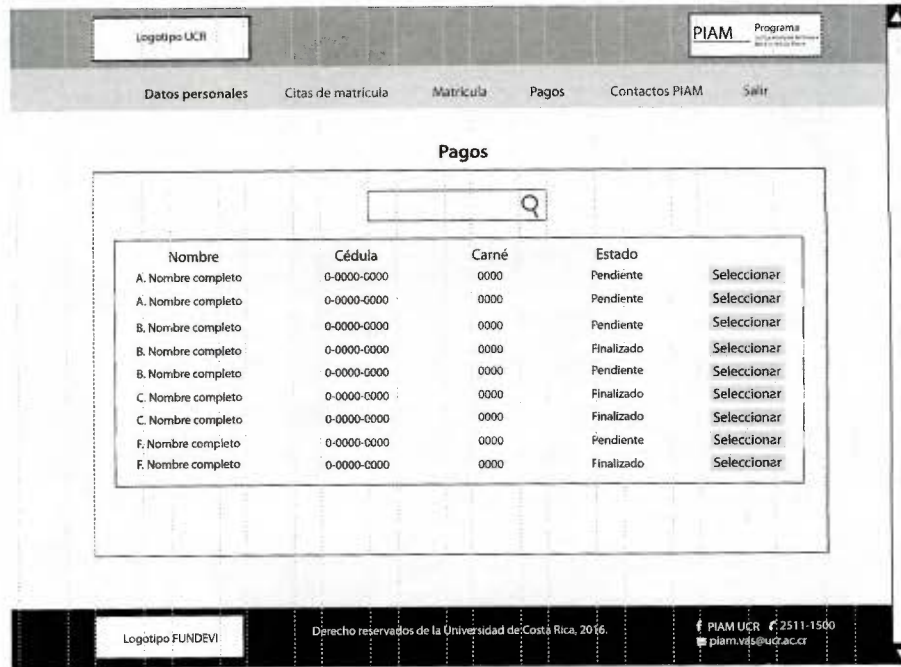 Logotipo UCR
PIAM Programa
Datos personales Citas de matrícula Matrícula Pagos Contactos PIAM Salir
Pagos
Nombre Cédula Carné Estado
A. Nombre completo 0-0000-0000 0000 Pendiente Seleccionar
A. Nombre completo 0-0000-0000 0000 Pendiente Seleccionar
B. Nombre completo 0-0000-0000 0000 Pendiente Seleccionar
B. Nombre completo 0-0000-0000 0000 Finalizado Seleccionar
B. Nombre completo 0-0000-0000 0000 Pendiente Seleccionar
C. Nombre completo 0-0000-0000 0000 Finalizado Seleccionar
C. Nombre completo 0-0000-0000 0000 Finalizado Seleccionar
F. Nombre completo 0-0000-0000 0000 Pendiente Seleccionar
F. Nombre completo 0-0000-0000 0000 Finalizado Seleccionar
Logotipo FUNDEVI
Derecho reservados de la Universidad de Costa Rica, 2016.
PIAM UCR 2511-1500
piam.vas@ucr.ac.cr